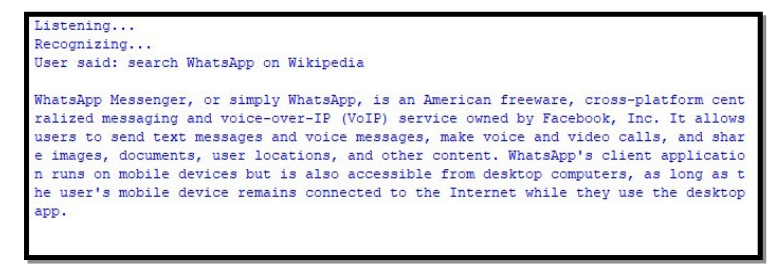 Listening...
Recognizing...
User said: search WhatsApp on Wikipedia
WhatsApp Messenger, or simply WhatsApp, is an American freeware, cross-platform cent
ralized messaging and voice-over-IP (VoIP) service owned by Facebook, Inc. It allows
users to send text messages and voice messages, make voice and video calls, and shar
e images, documents, user locations, and other content. WhatsApp's client applicatio
n runs on mobile devices but is also accessible from desktop computers, as long as t
he user's mobile device remains connected to the Internet while they use the desktop
app.